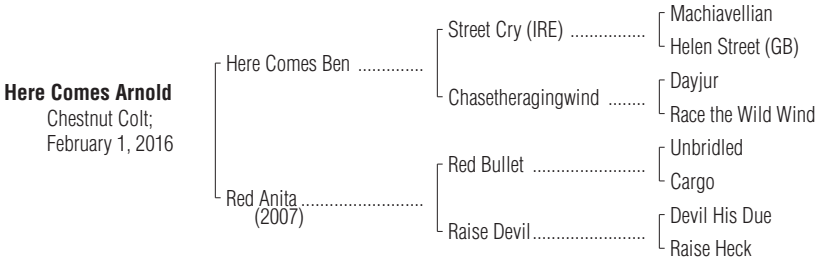 Here Comes Arnold
Chestnut Colt;
February 1, 2016
Here Comes Ben ..............
Red Anita ..........................
(2007)
Street Cry (IRE) ................
Chasetheragingwind ........
Red Bullet ........................
Raise Devil........................
Machiavellian
Helen Street (GB)
Dayjur
Race the Wild Wind
Unbridled
Cargo
Devil His Due
Raise Heck